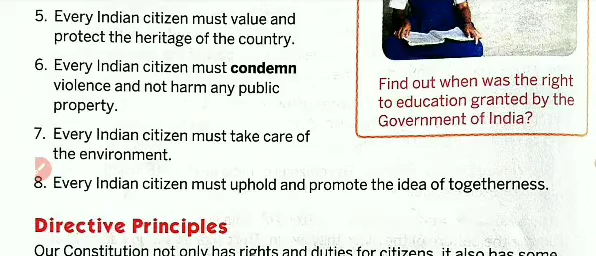 5. Every Indian citizen must value and
protect the heritage of the country.
6. Every Indian citizen must condemn
violence and not harm any public
property.
7. Every Indian citizen must take care of
the environment.
8. Every Indian citizen must uphold and promote the idea of togetherness.
Find out when was the right
to education granted by the
Government of India?
Directive Principles
Our Constitution not only has rights and duties for citizens, it also has some